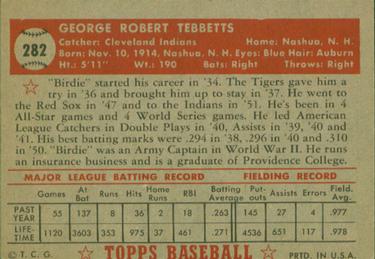 282
GEORGE ROBERT TEBBETTS
Catcher: Cleveland Indians Home: Nashua, N. H.
Born: Nov. 10, 1914, Nashua, N. H. Eyes: Blue Hair: Auburn
Ht.: 5'11" Wt.: 190 Bats: Right Throws: Right
"Birdie" started his career in '34. The Tigers gave him a
try in '36 and brought him up to stay in '37. He went to
the Red Sox in '47 and to the Indians in '51. He's been in 4
All-Star games and 4 World Series games. He led American
League Catchers in Double Plays in '40, Assists in '39, '40 and
'41. His best batting marks were .294 in '38, .296 in '40 and .310
in '50. "Birdie" was an Army Captain in World War II. He runs
an insurance business and is a graduate of Providence College.
MAJOR LEAGUE BATTING RECORD FIELDING RECORD
Games At Bat Runs Hits Home Runs RBI Batting Average Put-outs Assists Errors Field. Avg.
PAST YEAR 55 137 8 36 2 18 .263 145 27 4 .977
LIFE-TIME 1120 3603 353 975 37 461 .271 4536 651 118 .978
© T. C. G. TOPPS BASEBALL PRTD. IN U.S.A.